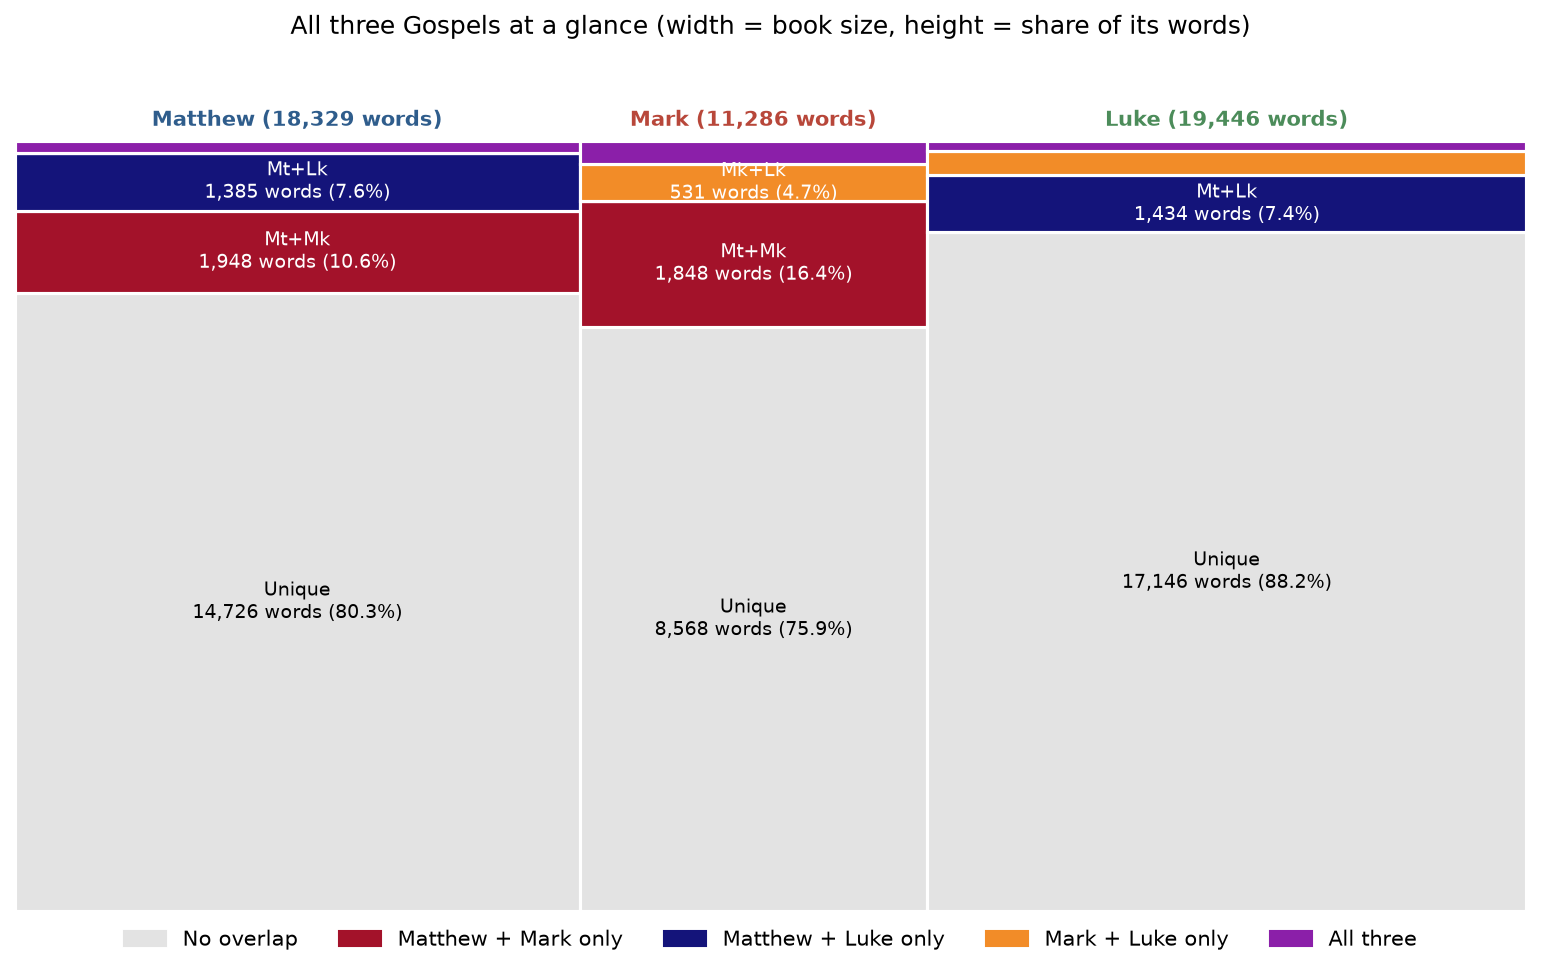 All three Gospels at a glance (width = book size, height = share of its words)
Matthew (18,329 words)
Mark (11,286 words)
Luke (19,446 words)
Mt+Lk
1,385 words (7.6%)
Mt+Mk
1,948 words (10.6%)
Unique
14,726 words (80.3%)
Mk+Lk
531 words (4.7%)
Mt+Mk
1,848 words (16.4%)
Unique
8,568 words (75.9%)
Mt+Lk
1,434 words (7.4%)
Unique
17,146 words (88.2%)
No overlap
Matthew + Mark only
Matthew + Luke only
Mark + Luke only
All three